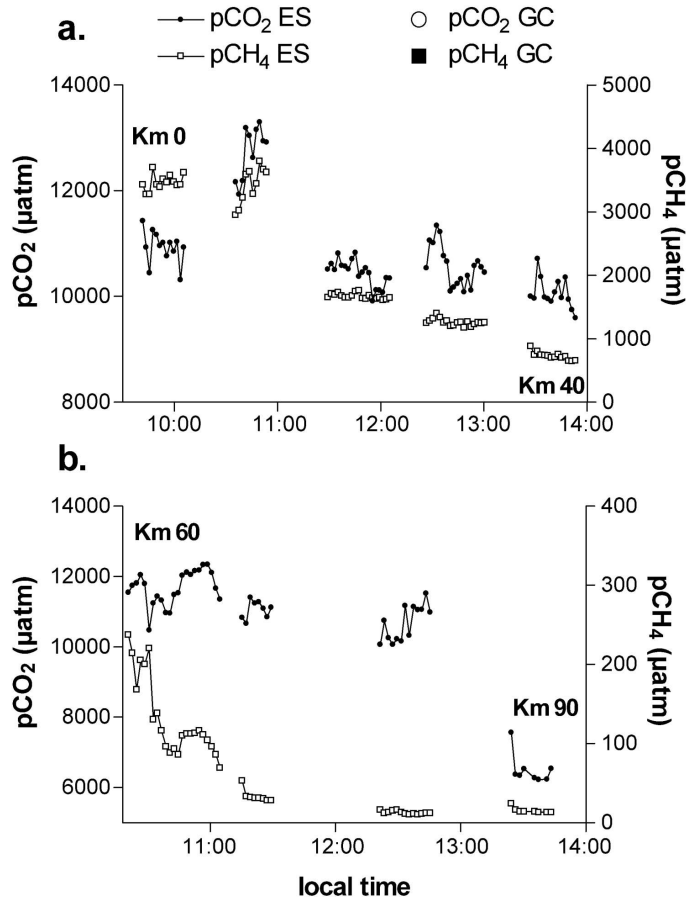 a.
pCO2 ES
pCO2 GC
pCH4 ES
pCH4 GC
14000
12000
10000
8000
5000
4000
3000
2000
1000
0
pCO2 (µatm)
pCH4 (µatm)
Km 0
Km 40
10:00
11:00
12:00
13:00
14:00
b.
14000
12000
10000
8000
6000
400
300
200
100
0
pCO2 (µatm)
pCH4 (µatm)
Km 60
Km 90
11:00
12:00
13:00
14:00
local time